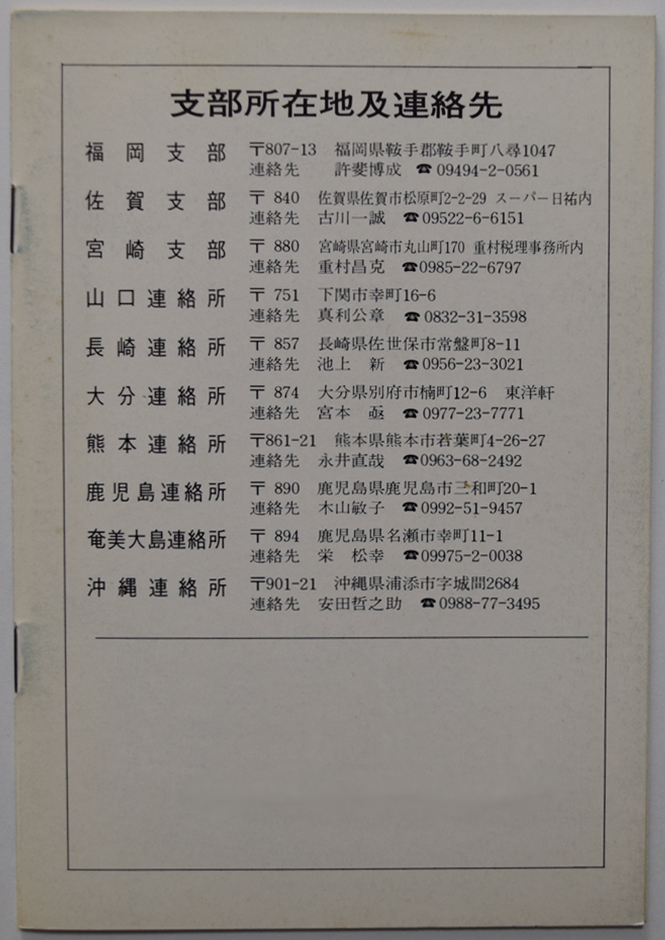 支部所在地及連絡先
福岡支部 〒807-13 福岡県鞍手郡鞍手町八尋1047
連絡先 許斐博成 ☎09494-2-0561
佐賀支部 〒840 佐賀県佐賀市松原町2-2-29 スーパー日祐内
連絡先 古川一誠 ☎09522-6-6151
宮崎支部 〒880 宮崎県宮崎市丸山町170 重村税理事務所内
連絡先 重村昌克 ☎0985-22-6797
山口連絡所 〒751 下関市幸町16-6
連絡先 真利公章 ☎0832-31-3598
長崎連絡所 〒857 長崎県佐世保市常盤町8-11
連絡先 池上 新 ☎0956-23-3021
大分連絡所 〒874 大分県別府市楠町12-6 東洋軒
連絡先 宮本 亟 ☎0977-23-7771
熊本連絡所 〒861-21 熊本県熊本市若葉町4-26-27
連絡先 永井直哉 ☎0963-68-2492
鹿児島連絡所 〒890 鹿児島県鹿児島市三和町20-1
連絡先 木山敏子 ☎0992-51-9457
奄美大島連絡所 〒894 鹿児島県名瀬市幸町11-1
連絡先 栄 松幸 ☎09975-2-0038
沖縄連絡所 〒901-21 沖縄県浦添市字城間2684
連絡先 安田哲之助 ☎0988-77-3495